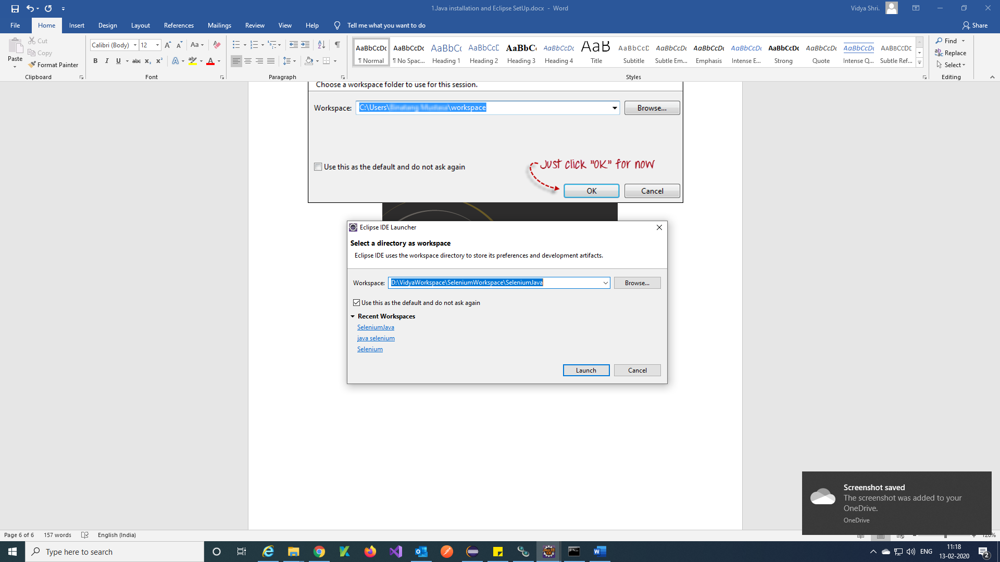 1.Java installation and Eclipse SetUp.docx - Word
Vidya Shri.
File Home Insert Design Layout References Mailings Review View Help Tell me what you want to do Share
Paste
Cut
Copy
Format Painter
Clipboard
Calibri (Body) 12
Font
Paragraph
AaBbCcDc ¶ Normal
AaBbCcDc ¶ No Spac...
AaBbCc Heading 1
AaBbCcD Heading 2
AaBbC Heading 3
AaBbCcDc Heading 4
AaB Title
AaBbCcD Subtitle
AaBbCcDc Subtle Em...
AaBbCcDc Emphasis
AaBbCcDc Intense E...
AaBbCcDc Strong
AaBbCcDc Quote
AaBbCcDc Intense Q...
AABBCCDE Subtle Ref...
Styles
Find
Replace
Select
Editing
Choose a workspace folder to use for this session.
Workspace: C:\Users\ \workspace Browse...
Use this as the default and do not ask again
Just click "OK" for now
OK Cancel
Eclipse IDE Launcher
Select a directory as workspace
Eclipse IDE uses the workspace directory to store its preferences and development artifacts.
Workspace: D:\VidyaWorkspace\SeleniumWorkspace\SeleniumJava Browse...
Use this as the default and do not ask again
Recent Workspaces
SeleniumJava
java selenium
Selenium
Launch Cancel
Screenshot saved
The screenshot was added to your
OneDrive.
OneDrive
Page 6 of 6 157 words English (India) 120%
Type here to search
ENG
11:18
13-02-2020
2